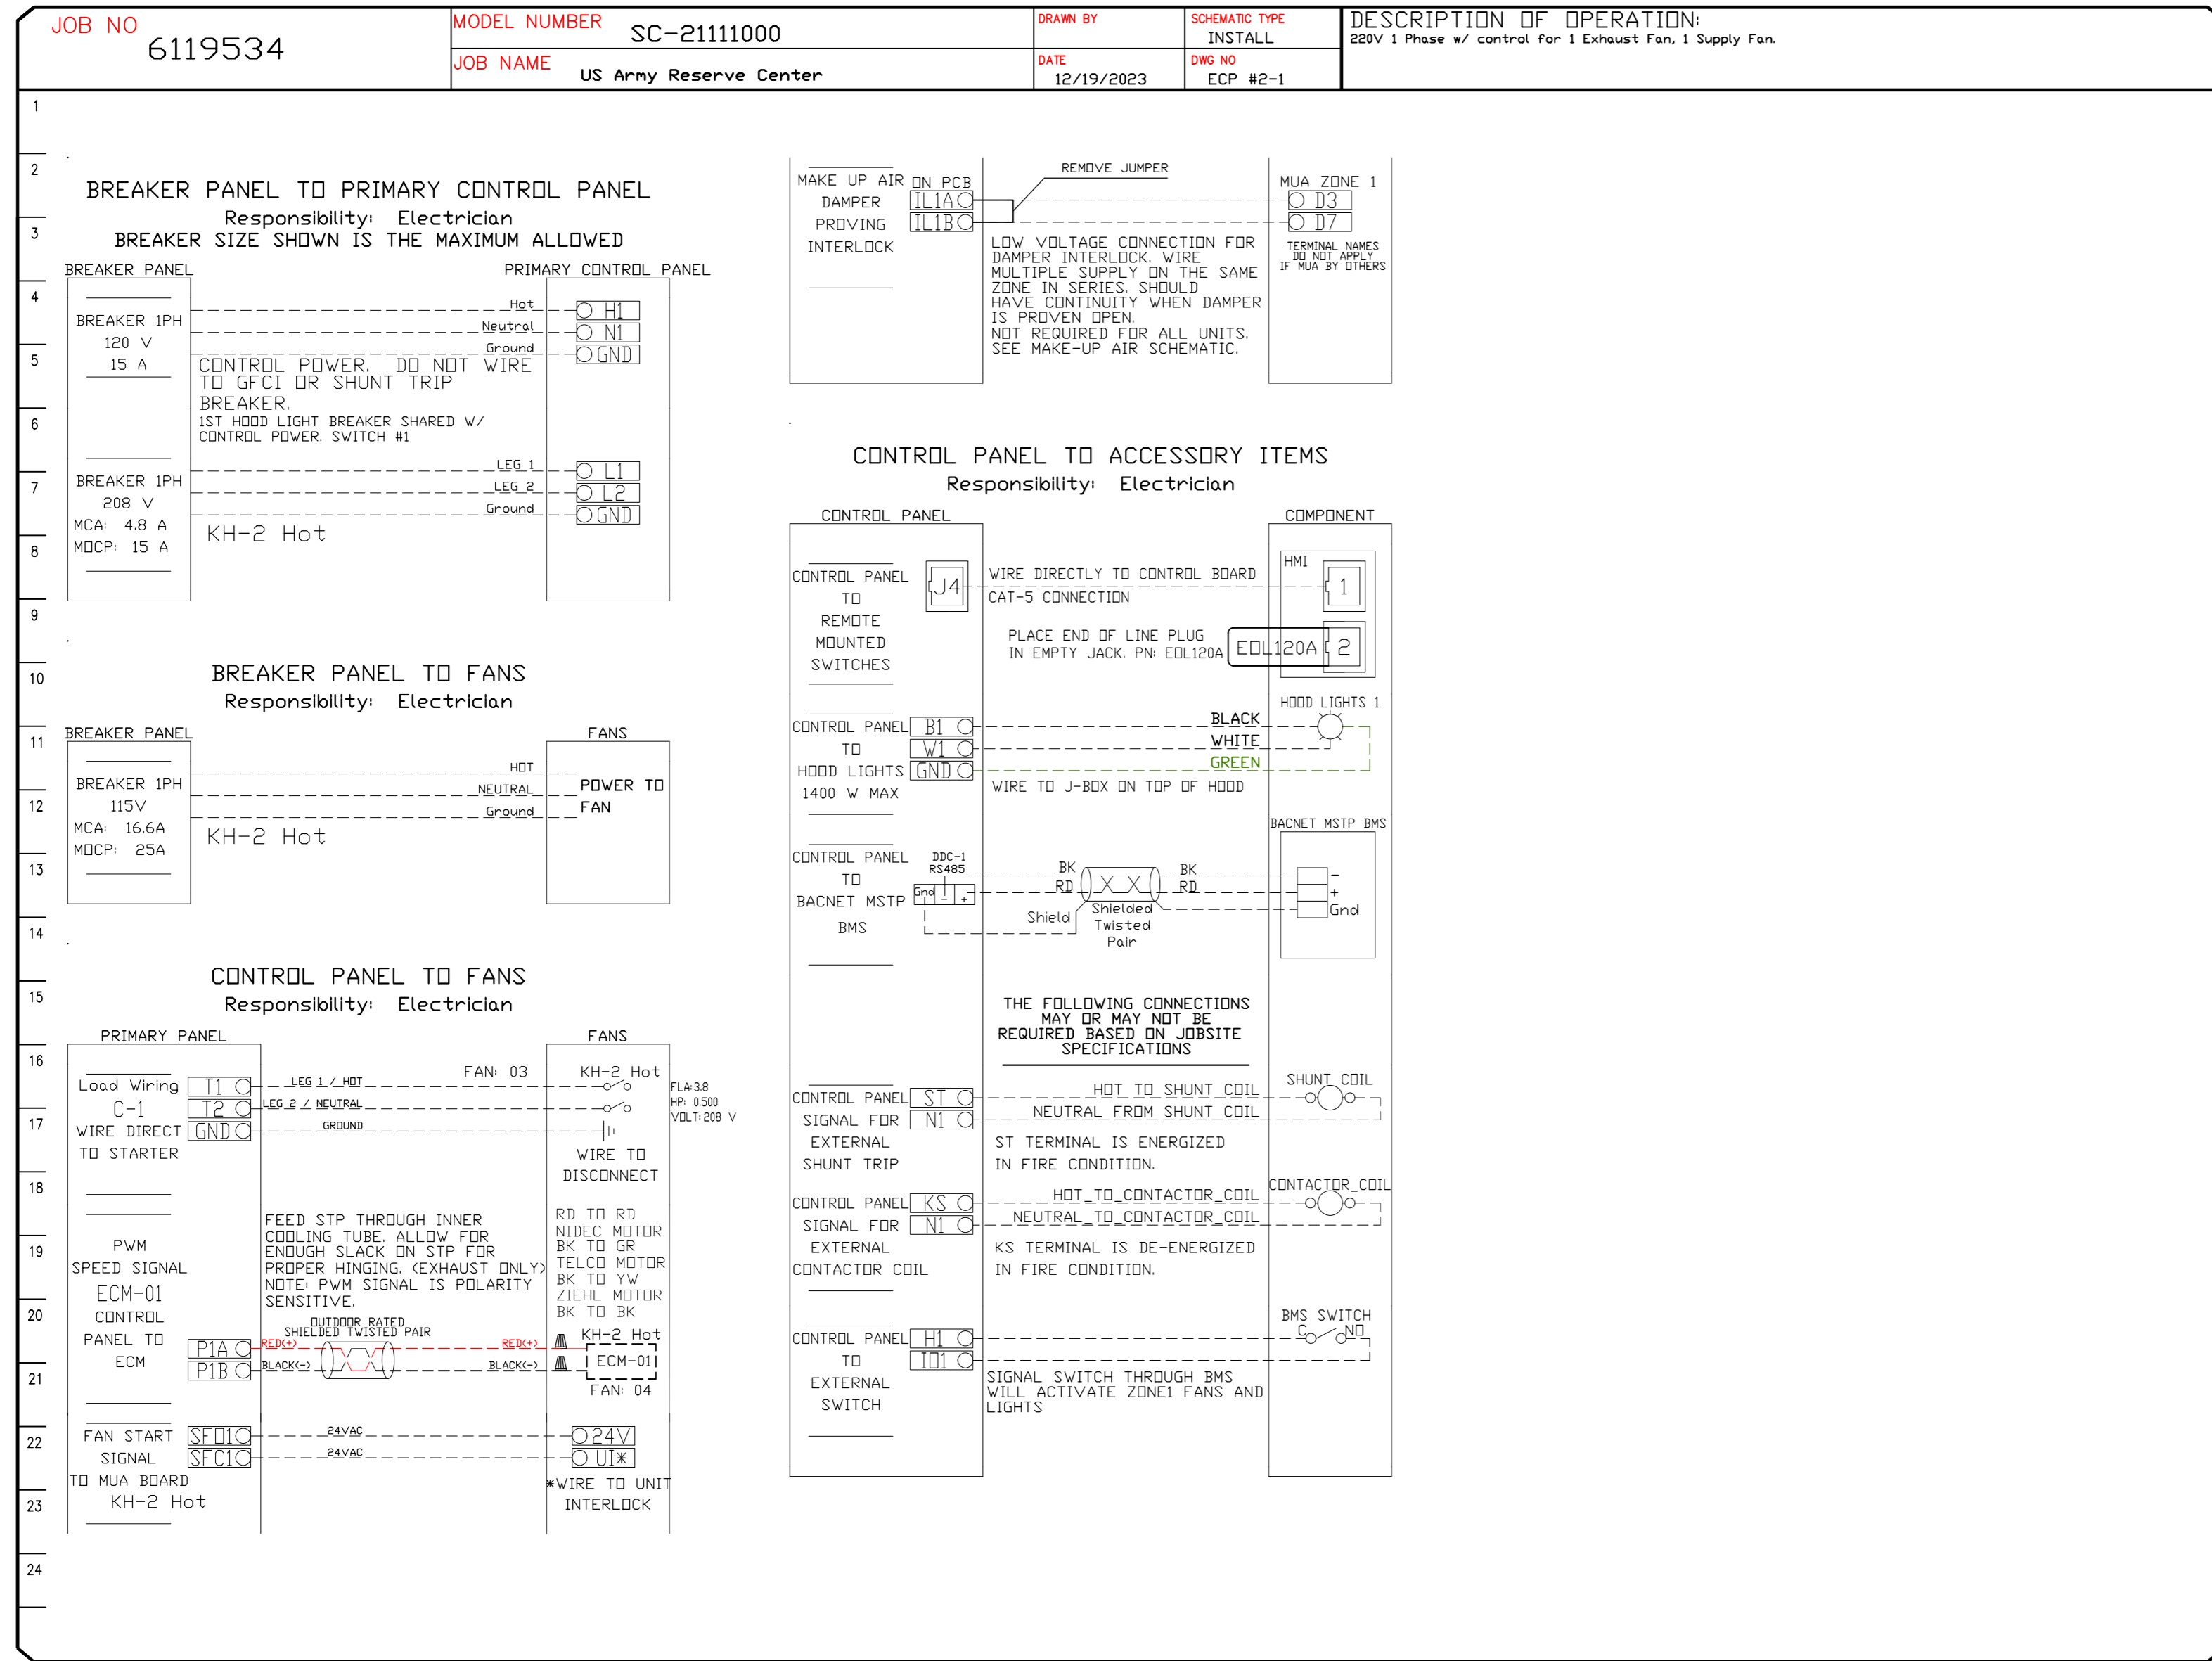 JOB NO
6119534
MODEL NUMBER SC-21111000
JOB NAME US Army Reserve Center
DRAWN BY
DATE
12/19/2023
SCHEMATIC TYPE
INSTALL
DWG NO
ECP #2-1
DESCRIPTION OF OPERATION:
220V 1 Phase w/ control for 1 Exhaust Fan, 1 Supply Fan.
1
2
3
4
5
6
7
8
9
10
11
12
13
14
15
16
17
18
19
20
21
22
23
24
BREAKER PANEL TO PRIMARY CONTROL PANEL
Responsibility: Electrician
BREAKER SIZE SHOWN IS THE MAXIMUM ALLOWED
BREAKER PANEL
PRIMARY CONTROL PANEL
BREAKER 1PH
120 V
15 A
Hot
H1
Neutral
N1
Ground
GND
CONTROL POWER. DO NOT WIRE
TO GFCI OR SHUNT TRIP
BREAKER.
1ST HOOD LIGHT BREAKER SHARED W/
CONTROL POWER. SWITCH #1
BREAKER 1PH
208 V
MCA: 4.8 A
MOCP: 15 A
LEG 1
L1
LEG 2
L2
Ground
GND
KH-2 Hot
BREAKER PANEL TO FANS
Responsibility: Electrician
BREAKER PANEL
FANS
BREAKER 1PH
115V
MCA: 16.6A
MOCP: 25A
HOT
NEUTRAL
Ground
POWER TO
FAN
KH-2 Hot
CONTROL PANEL TO FANS
Responsibility: Electrician
PRIMARY PANEL
FANS
Load Wiring
C-1
WIRE DIRECT
TO STARTER
T1
T2
GND
LEG 1 / HOT
LEG 2 / NEUTRAL
GROUND
FAN: 03
KH-2 Hot
FLA:3.8
HP: 0.500
VOLT:208 V
WIRE TO
DISCONNECT
PWM
SPEED SIGNAL
ECM-01
CONTROL
PANEL TO
ECM
P1A
P1B
FEED STP THROUGH INNER
COOLING TUBE. ALLOW FOR
ENOUGH SLACK ON STP FOR
PROPER HINGING. (EXHAUST ONLY)
NOTE: PWM SIGNAL IS POLARITY
SENSITIVE.
OUTDOOR RATED
SHIELDED TWISTED PAIR
RED(+)
RED(+)
BLACK(-)
BLACK(-)
RD TO RD
NIDEC MOTOR
BK TO GR
TELCO MOTOR
BK TO YW
ZIEHL MOTOR
BK TO BK
KH-2 Hot
ECM-01
FAN: 04
FAN START
SIGNAL
TO MUA BOARD
KH-2 Hot
SFO1
SFC1
24VAC
24VAC
24V
UI*
*WIRE TO UNIT
INTERLOCK
MAKE UP AIR
DAMPER
PROVING
INTERLOCK
ON PCB
IL1A
IL1B
REMOVE JUMPER
LOW VOLTAGE CONNECTION FOR
DAMPER INTERLOCK. WIRE
MULTIPLE SUPPLY ON THE SAME
ZONE IN SERIES. SHOULD
HAVE CONTINUITY WHEN DAMPER
IS PROVEN OPEN.
NOT REQUIRED FOR ALL UNITS.
SEE MAKE-UP AIR SCHEMATIC.
MUA ZONE 1
D3
D7
TERMINAL NAMES
DO NOT APPLY
IF MUA BY OTHERS
CONTROL PANEL TO ACCESSORY ITEMS
Responsibility: Electrician
CONTROL PANEL
COMPONENT
CONTROL PANEL
TO
REMOTE
MOUNTED
SWITCHES
J4
WIRE DIRECTLY TO CONTROL BOARD
CAT-5 CONNECTION
HMI
1
PLACE END OF LINE PLUG
IN EMPTY JACK. PN: EOL120A
EOL120A
2
CONTROL PANEL
TO
HOOD LIGHTS
1400 W MAX
B1
W1
GND
BLACK
WHITE
GREEN
HOOD LIGHTS 1
WIRE TO J-BOX ON TOP OF HOOD
CONTROL PANEL
TO
BACNET MSTP
BMS
DDC-1
RS485
Gnd - +
BK
RD
BK
RD
Shield
Shielded
Twisted
Pair
BACNET MSTP BMS
-
+
Gnd
THE FOLLOWING CONNECTIONS
MAY OR MAY NOT BE
REQUIRED BASED ON JOBSITE
SPECIFICATIONS
CONTROL PANEL
SIGNAL FOR
EXTERNAL
SHUNT TRIP
ST
N1
HOT TO SHUNT COIL
NEUTRAL FROM SHUNT COIL
SHUNT COIL
ST TERMINAL IS ENERGIZED
IN FIRE CONDITION.
CONTROL PANEL
SIGNAL FOR
EXTERNAL
CONTACTOR COIL
KS
N1
HOT_TO_CONTACTOR_COIL
NEUTRAL_TO_CONTACTOR_COIL
CONTACTOR_COIL
KS TERMINAL IS DE-ENERGIZED
IN FIRE CONDITION.
CONTROL PANEL
TO
EXTERNAL
SWITCH
H1
IO1
BMS SWITCH
C NO
SIGNAL SWITCH THROUGH BMS
WILL ACTIVATE ZONE1 FANS AND
LIGHTS